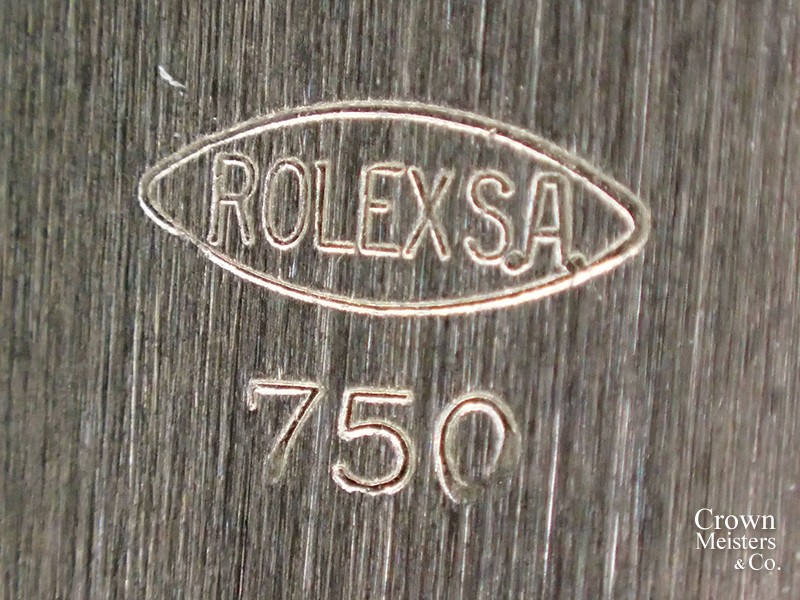 ROLEX S.A.
750
Crown
Meisters
& Co.